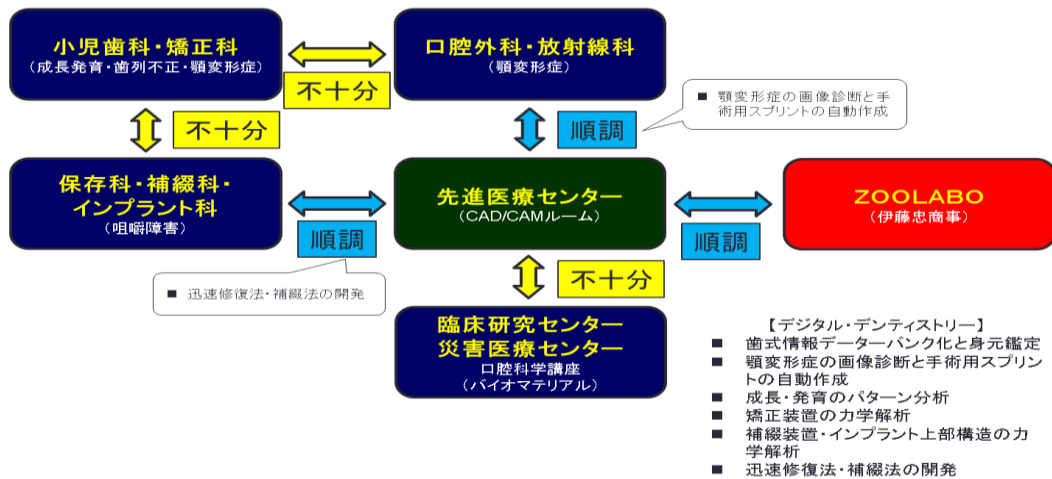 小児歯科・矯正科
（成長発育・歯列不正・顎変形症）
口腔外科・放射線科
（顎変形症）
不十分
■ 顎変形症の画像診断と手
術用スプリントの自動作成
不十分
順調
保存科・補綴科・
インプラント科
（咀嚼障害）
先進医療センター
（CAD/CAMルーム）
ZOOLABO
（伊藤忠商事）
順調
順調
■ 迅速修復法・補綴法の開発
不十分
臨床研究センター
災害医療センター
口腔科学講座
（バイオマテリアル）
【デジタル・デンティストリー】
■ 歯式情報データーバンク化と身元鑑定
■ 顎変形症の画像診断と手術用スプリン
トの自動作成
■ 成長・発育のパターン分析
■ 矯正装置の力学解析
■ 補綴装置・インプラント上部構造の力
学解析
■ 迅速修復法・補綴法の開発